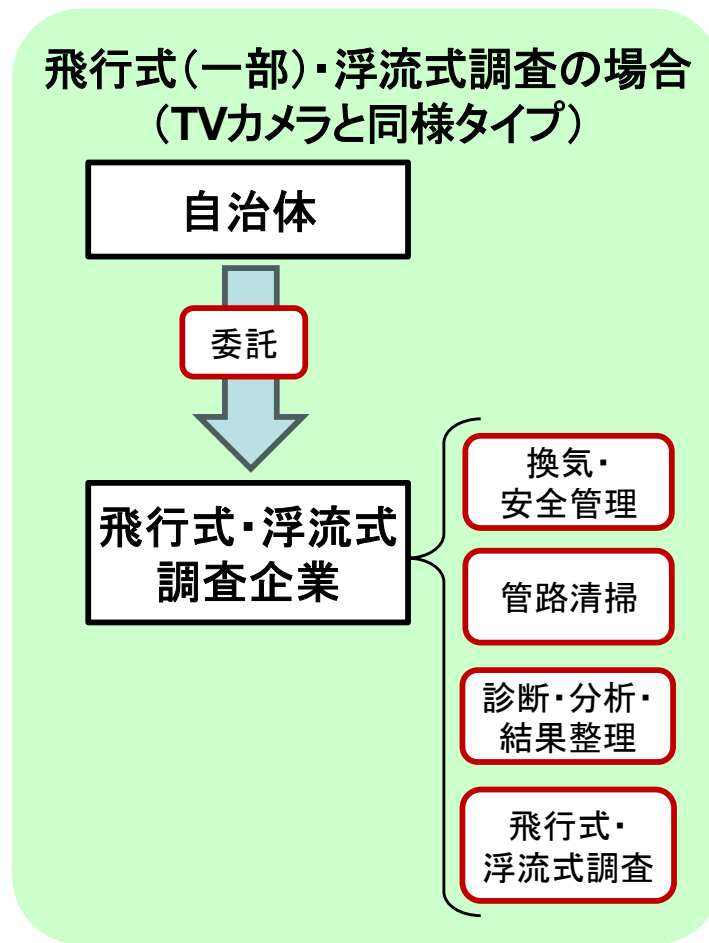 飛行式（一部）・浮流式調査の場合
（TVカメラと同様タイプ）
自治体
委託
飛行式・浮流式
調査企業
換気・
安全管理
管路清掃
診断・分析・
結果整理
飛行式・
浮流式調査